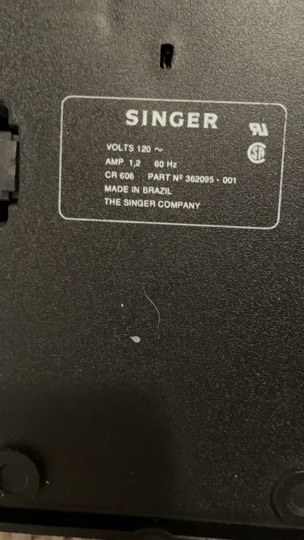 SINGER
VOLTS 120 ~
AMP 1,2 60 Hz
CR 606 PART Nº 362095 - 001
MADE IN BRAZIL
THE SINGER COMPANY